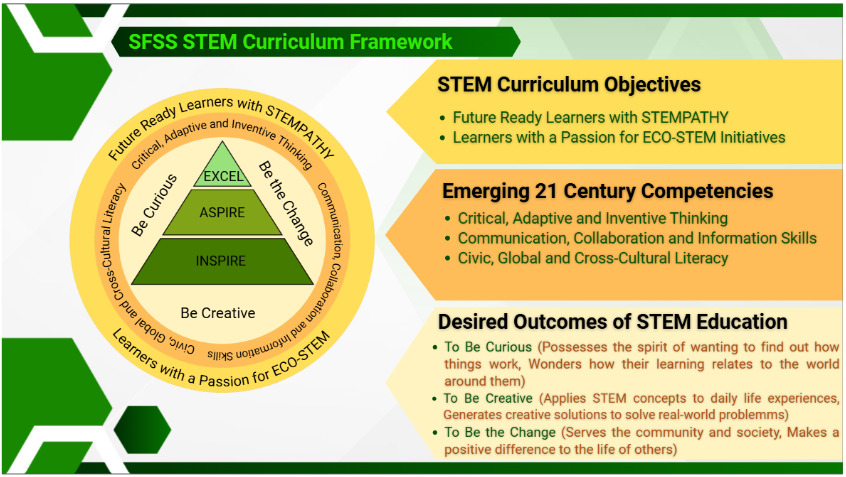 SFSS STEM Curriculum Framework
Future Ready Learners with STEMPATHY
Critical, Adaptive and Inventive Thinking
Communication, Collaboration and Information Skills
Civic, Global and Cross-Cultural Literacy
Learners with a Passion for ECO-STEM
Be Curious
Be the Change
Be Creative
EXCEL
ASPIRE
INSPIRE
STEM Curriculum Objectives
• Future Ready Learners with STEMPATHY
• Learners with a Passion for ECO-STEM Initiatives
Emerging 21 Century Competencies
• Critical, Adaptive and Inventive Thinking
• Communication, Collaboration and Information Skills
• Civic, Global and Cross-Cultural Literacy
Desired Outcomes of STEM Education
• To Be Curious (Possesses the spirit of wanting to find out how
things work, Wonders how their learning relates to the world
around them)
• To Be Creative (Applies STEM concepts to daily life experiences,
Generates creative solutions to solve real-world problemms)
• To Be the Change (Serves the community and society, Makes a
positive difference to the life of others)